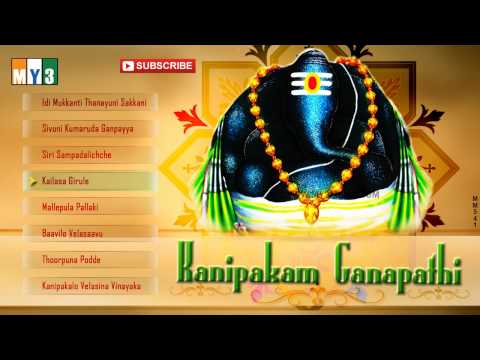 MY3
SUBSCRIBE
Idi Mukkanti Thanayuni Sakkani
Sivuni Kumaruda Ganpayya
Siri Sampadalichche
Kailasa Girule
Mallepula Pallaki
Baavilo Velasaavu
Thoorpuna Podde
Kanipakalo Velasina Vinayaka
Kanipakam Ganapathi
MM541